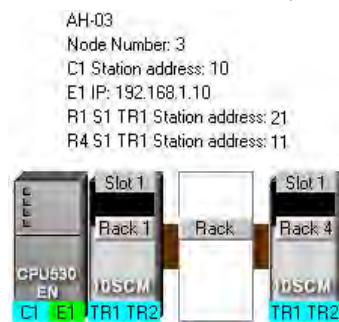 AH-03
Node Number: 3
C1 Station address: 10
E1 IP: 192.168.1.10
R1 S1 TR1 Station address: 21
R4 S1 TR1 Station address: 11
Slot 1
Slot 1
Rack 1
Rack
Rack 4
CPU530
EN
10SCM
10SCM
C1 E1 TR1 TR2
TR1 TR2